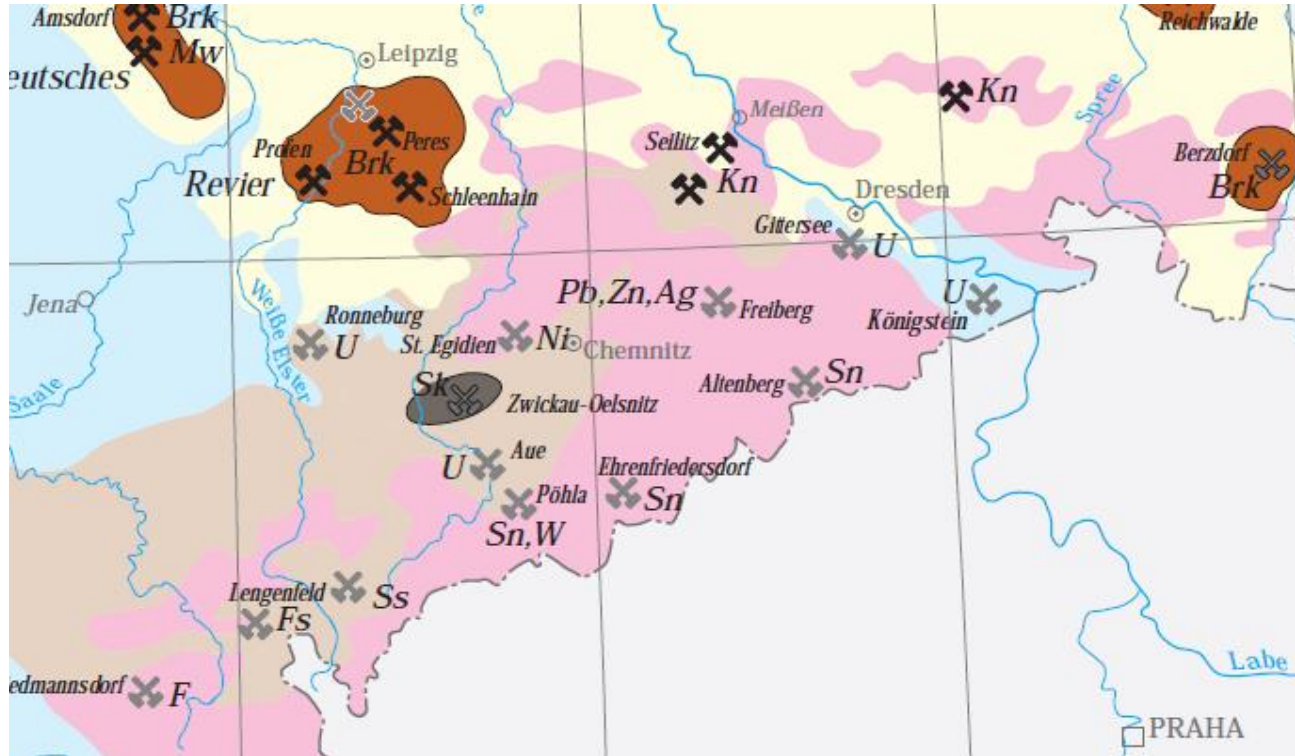 Amsdorf
Brk
Mw
eutsches
Leipzig
Reichwalde
Kn
Spree
Meißen
Profen
Peres
Brk
Revier
Schleenhain
Seilitz
Kn
Berzdorf
Brk
Dresden
Gittersee
U
Jena
Weiße Elster
Ronneburg
U
St. Egidien
Ni
Chemnitz
Pb,Zn,Ag
Freiberg
U
Königstein
Saale
Sk
Zwickau-Oelsnitz
Altenberg
Sn
Aue
U
Pöhla
Sn,W
Ehrenfriedersdorf
Sn
Lengenfeld
Ss
Fs
edmannsdorf
F
Labe
PRAHA